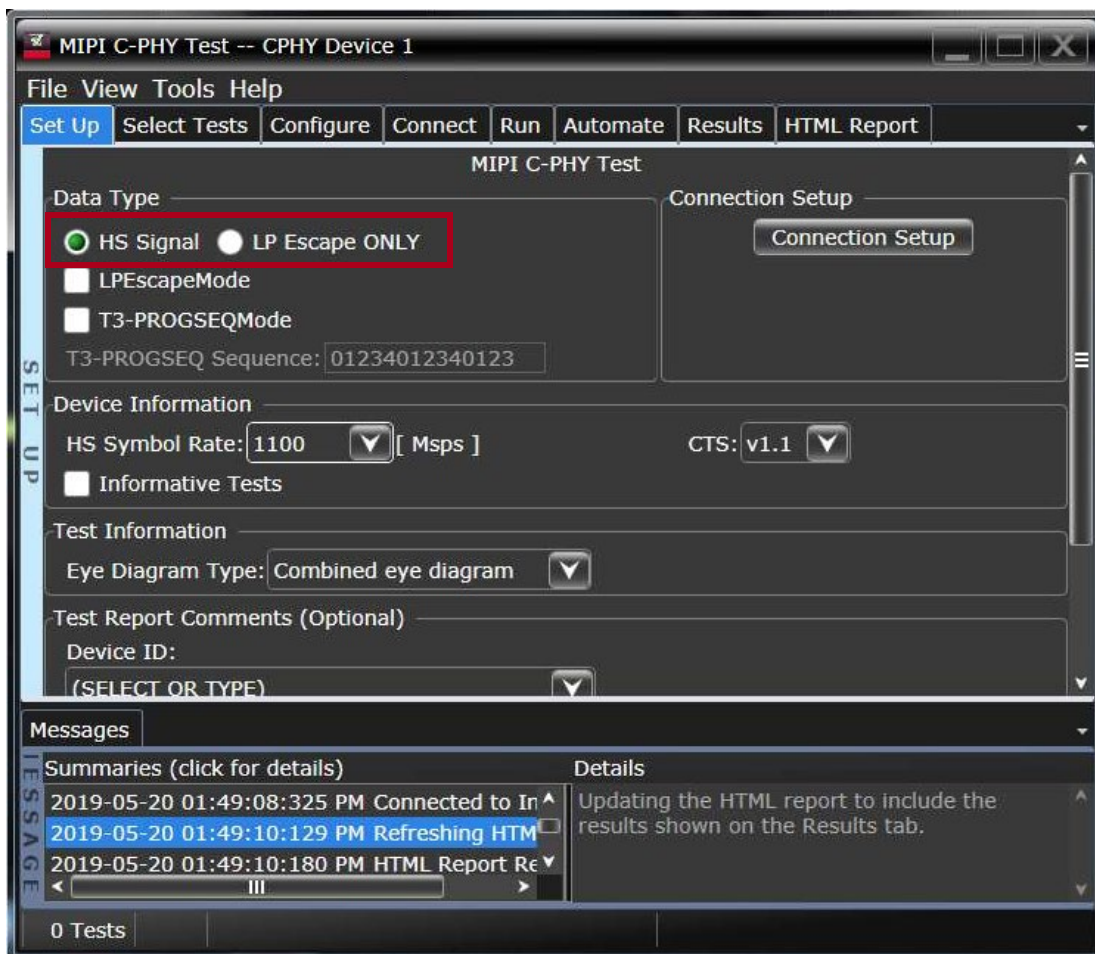 MIPI C-PHY Test -- CPHY Device 1
File View Tools Help
Set Up Select Tests Configure Connect Run Automate Results HTML Report
MIPI C-PHY Test
Data Type
Connection Setup
HS Signal LP Escape ONLY
Connection Setup
LPEscapeMode
T3-PROGSEQMode
T3-PROGSEQ Sequence: 01234012340123
SET UP
Device Information
HS Symbol Rate: 1100 [ Msps ] CTS: v1.1
Informative Tests
Test Information
Eye Diagram Type: Combined eye diagram
Test Report Comments (Optional)
Device ID:
(SELECT OR TYPE)
Messages
Summaries (click for details)
2019-05-20 01:49:08:325 PM Connected to In
2019-05-20 01:49:10:129 PM Refreshing HTM
2019-05-20 01:49:10:180 PM HTML Report Re
Details
Updating the HTML report to include the
results shown on the Results tab.
0 Tests